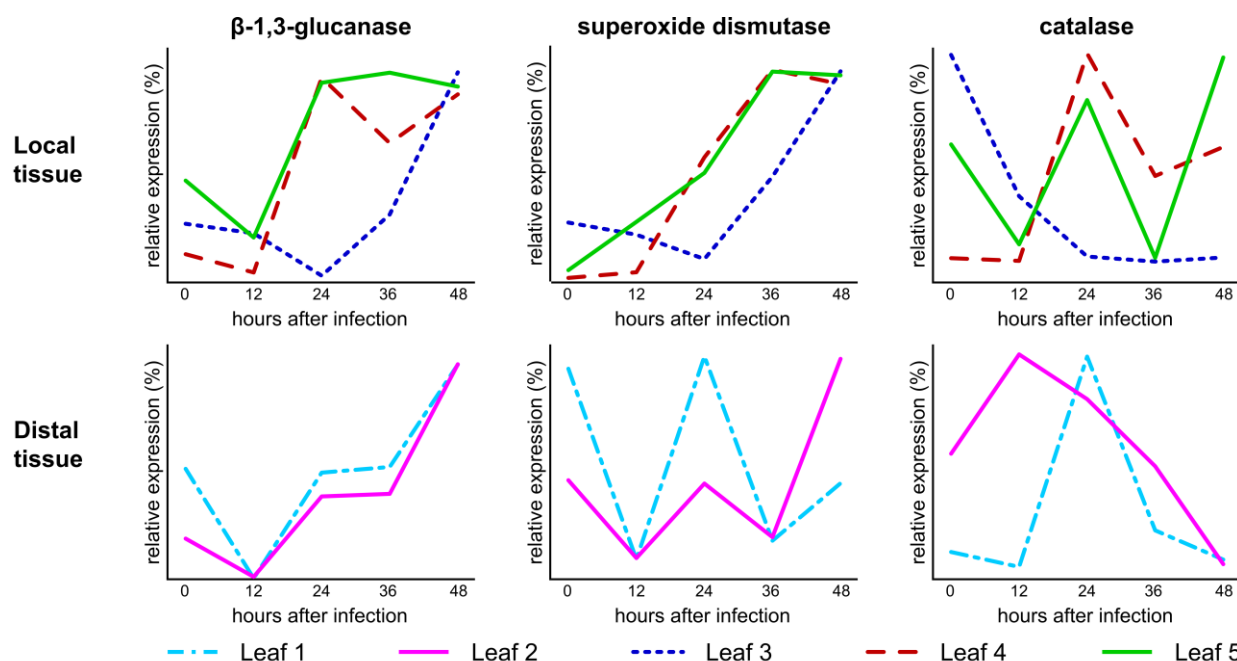 β-1,3-glucanase superoxide dismutase catalase
Local
tissue
relative expression (%) relative expression (%) relative expression (%)
0 12 24 36 48 0 12 24 36 48 0 12 24 36 48
hours after infection hours after infection hours after infection
Distal
tissue
relative expression (%) relative expression (%) relative expression (%)
0 12 24 36 48 0 12 24 36 48 0 12 24 36 48
hours after infection hours after infection hours after infection
Leaf 1 Leaf 2 Leaf 3 Leaf 4 Leaf 5